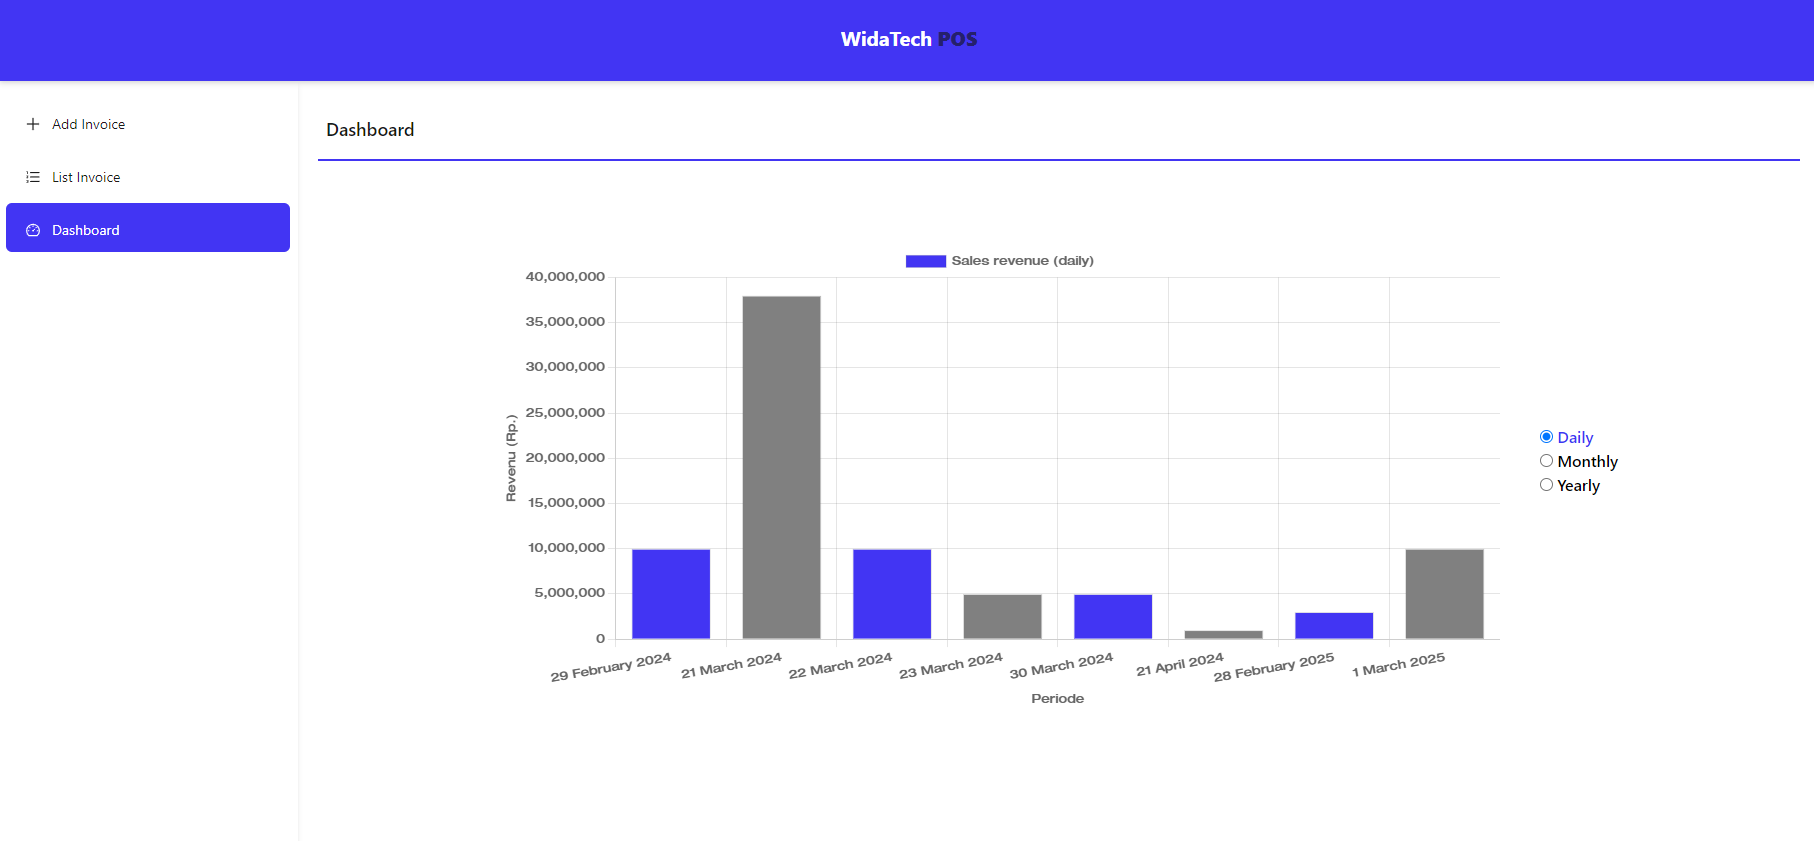 WidaTech POS
Add Invoice
List Invoice
Dashboard
Dashboard
Sales revenue (daily)
40,000,000
35,000,000
30,000,000
25,000,000
20,000,000
15,000,000
10,000,000
5,000,000
0
Revenu (Rp.)
29 February 2024
21 March 2024
22 March 2024
23 March 2024
30 March 2024
21 April 2024
28 February 2025
1 March 2025
Periode
Daily
Monthly
Yearly